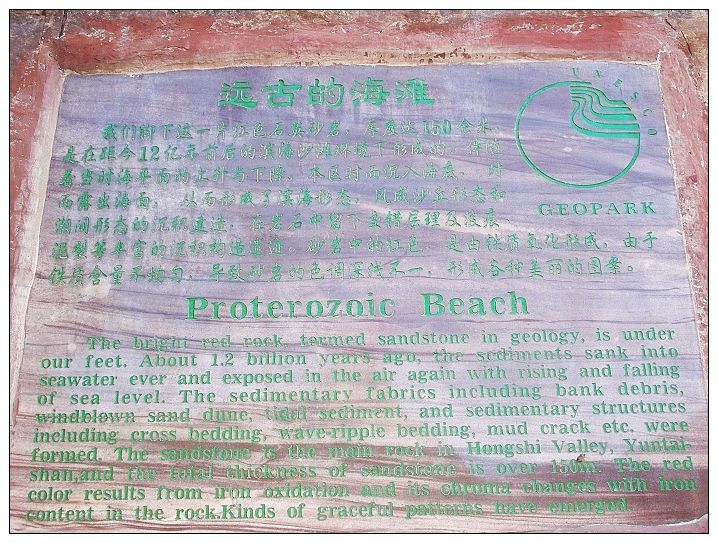 远古的海滩
我们脚下这一片红色石英砂岩,厚度达150余米,
是在距今12亿年前后的滨海沙滩环境下形成的。伴随
着当时海平面的上升与下降,本区时而沉入海底,时
而露出海面,从而形成了滨海形态,风成沙丘形态和
潮间形态的沉积建造,在岩石中留下交错层理及波痕、
泥裂等丰富的沉积构造遗迹。砂岩中的红色,是由铁质氧化形成,由于
铁质含量不均匀,导致砂岩的色调深浅不一,形成各种美丽的图案。
UNESCO
GEOPARK
Proterozoic Beach
The bright red rock, termed sandstone in geology, is under
our feet. About 1.2 billion years ago, the sediments sank into
seawater ever and exposed in the air again with rising and falling
of sea level. The sedimentary fabrics including bank debris,
windblown sand dune, tidal sediment, and sedimentary structures
including cross bedding, wave-ripple bedding, mud crack etc. were
formed. The sandstone is the main rock in Hongshi Valley, Yuntai-
shan,and the total thickness of sandstone is over 150m. The red
color results from iron oxidation and its chroma changes with iron
content in the rock.Kinds of graceful patterns have emerged.